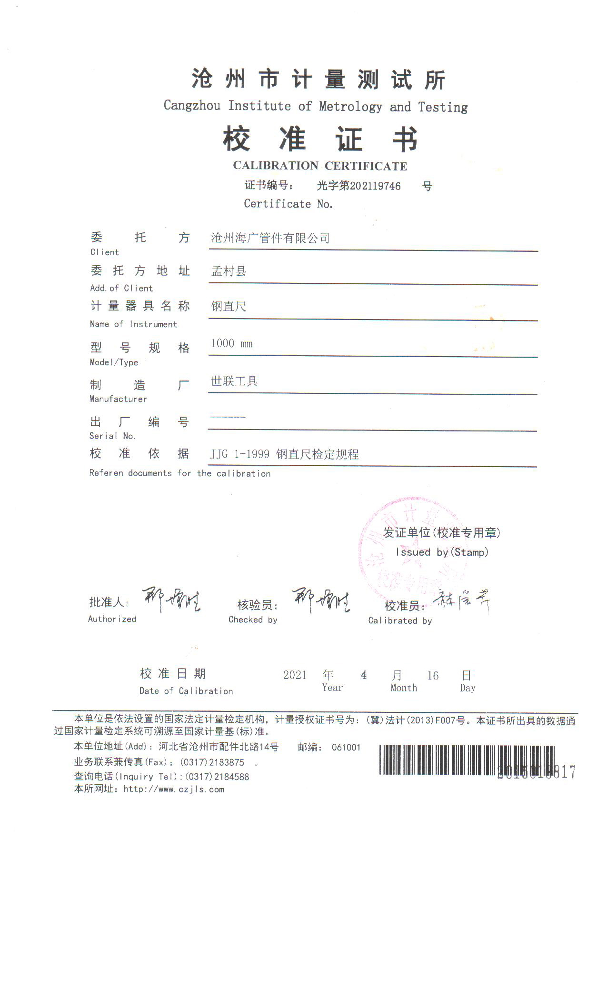 沧州市计量测试所
Cangzhou Institute of Metrology and Testing
校准证书
CALIBRATION CERTIFICATE
证书编号： 光字第202119746 号
Certificate No.
委托方 沧州海广管件有限公司
Client
委托方地址 孟村县
Add.of Client
计量器具名称 钢直尺
Name of Instrument
型号规格 1000 mm
Model/Type
制造厂 世联工具
Manufacturer
出厂编号 ------
Serial No.
校准依据 JJG 1-1999 钢直尺检定规程
Referen documents for the calibration
沧州市计量
校准专用章
发证单位(校准专用章)
Issued by(Stamp)
批准人： 核验员： 校准员：
Authorized Checked by Calibrated by
校准日期 2021 年 4 月 16 日
Date of Calibration Year Month Day
本单位是依法设置的国家法定计量检定机构，计量授权证书号为：(冀)法计(2013)F007号。本证书所出具的数据通
过国家计量检定系统可溯源至国家计量基(标)准。
本单位地址(Add)：河北省沧州市配件北路14号 邮编： 061001
业务联系兼传真(Fax)：(0317)2183875
查询电话(Inquiry Tel):(0317)2184588
本所网址：http://www.czjls.com